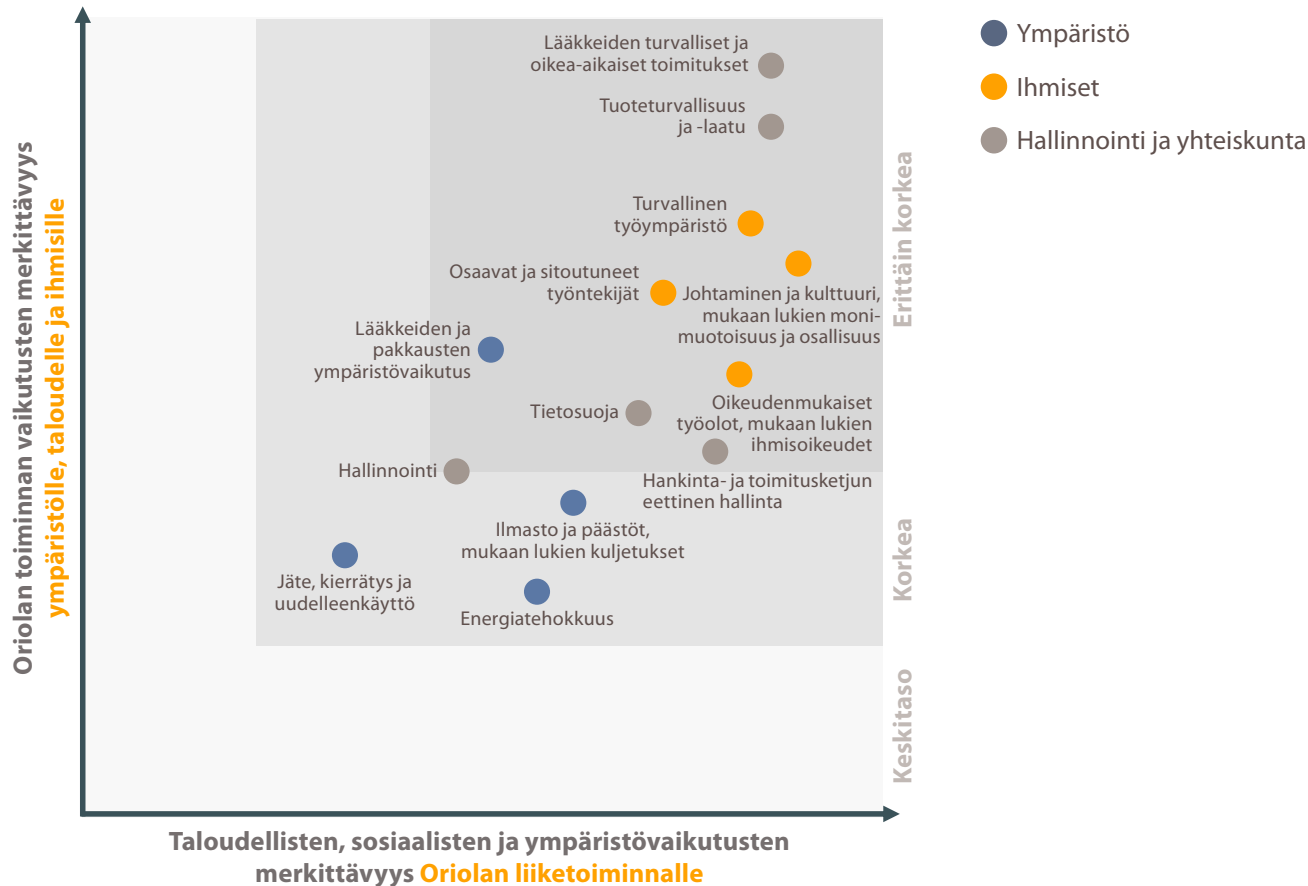 Ympäristö
Ihmiset
Hallinnointi ja yhteiskunta
Oriolan toiminnan vaikutusten merkittävyys
ympäristölle, taloudelle ja ihmisille
Lääkkeiden turvalliset ja
oikea-aikaiset toimitukset
Tuoteturvallisuus
ja -laatu
Turvallinen
työympäristö
Osaavat ja sitoutuneet
työntekijät
Johtaminen ja kulttuuri,
mukaan lukien moni-
muotoisuus ja osallisuus
Lääkkeiden ja
pakkausten
ympäristövaikutus
Tietosuoja
Oikeudenmukaiset
työolot, mukaan lukien
ihmisoikeudet
Hallinnointi
Hankinta- ja toimitusketjun
eettinen hallinta
Ilmasto ja päästöt,
mukaan lukien kuljetukset
Jäte, kierrätys ja
uudelleenkäyttö
Energiatehokkuus
Erittäin korkea
Korkea
Keskitaso
Taloudellisten, sosiaalisten ja ympäristövaikutusten
merkittävyys Oriolan liiketoiminnalle